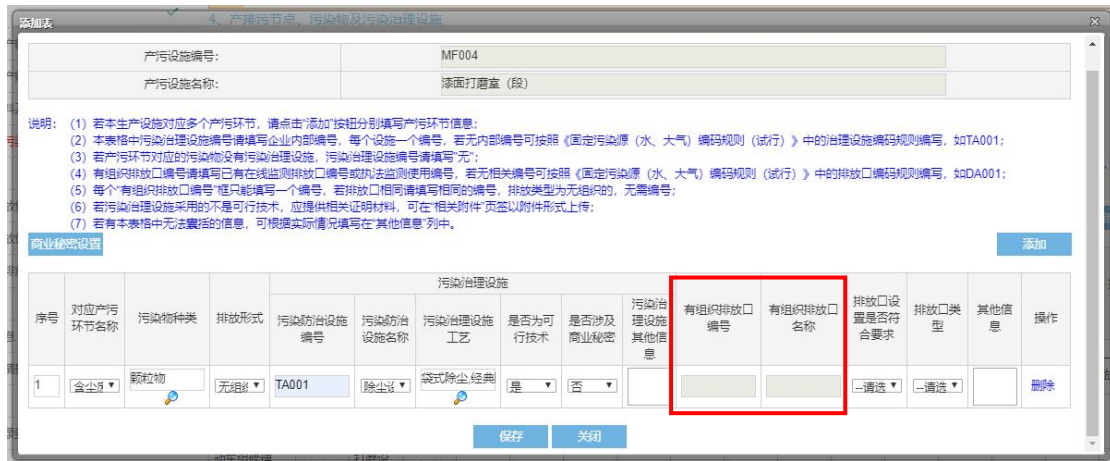 4、产排污节点、污染物及污染治理设施
添加表
产污设施编号： MF004
产污设施名称： 漆面打磨室（段）
说明：（1）若本生产设施对应多个产污环节，请点击“添加”按钮分别填写产污环节信息；
（2）本表格中污染治理设施编号请填写企业内部编号，每个设施一个编号，若无内部编号可按照《固定污染源（水、大气）编码规则（试行）》中的治理设施编码规则编写，如TA001；
（3）若产污环节对应的污染物没有污染治理设施，污染治理设施编号请填写“无”；
（4）有组织排放口编号请填写已有在线监测排放口编号或执法监测使用编号，若无相关编号可按照《固定污染源（水、大气）编码规则（试行）》中的排放口编码规则编写，如DA001；
（5）每个“有组织排放口编号”框只能填写一个编号，若排放口相同请填写相同的编号，排放类型为无组织的，无需编号；
（6）若污染治理设施采用的不是可行技术，应提供相关证明材料，可在“相关附件”页签以附件形式上传；
（7）若有本表格中无法囊括的信息，可根据实际情况填写在“其他信息”列中。
商业秘密设置 添加
污染治理设施
序号 对应产污环节名称 污染物种类 排放形式 污染防治设施编号 污染防治设施名称 污染治理设施工艺 是否为可行技术 是否涉及商业秘密 污染治理设施其他信息 有组织排放口编号 有组织排放口名称 排放口设置是否符合要求 排放口类型 其他信息 操作
1 含尘 颗粒物 无组 TA001 除尘 袋式除尘,经典 是 否 --请选 --请选 删除
保存 关闭